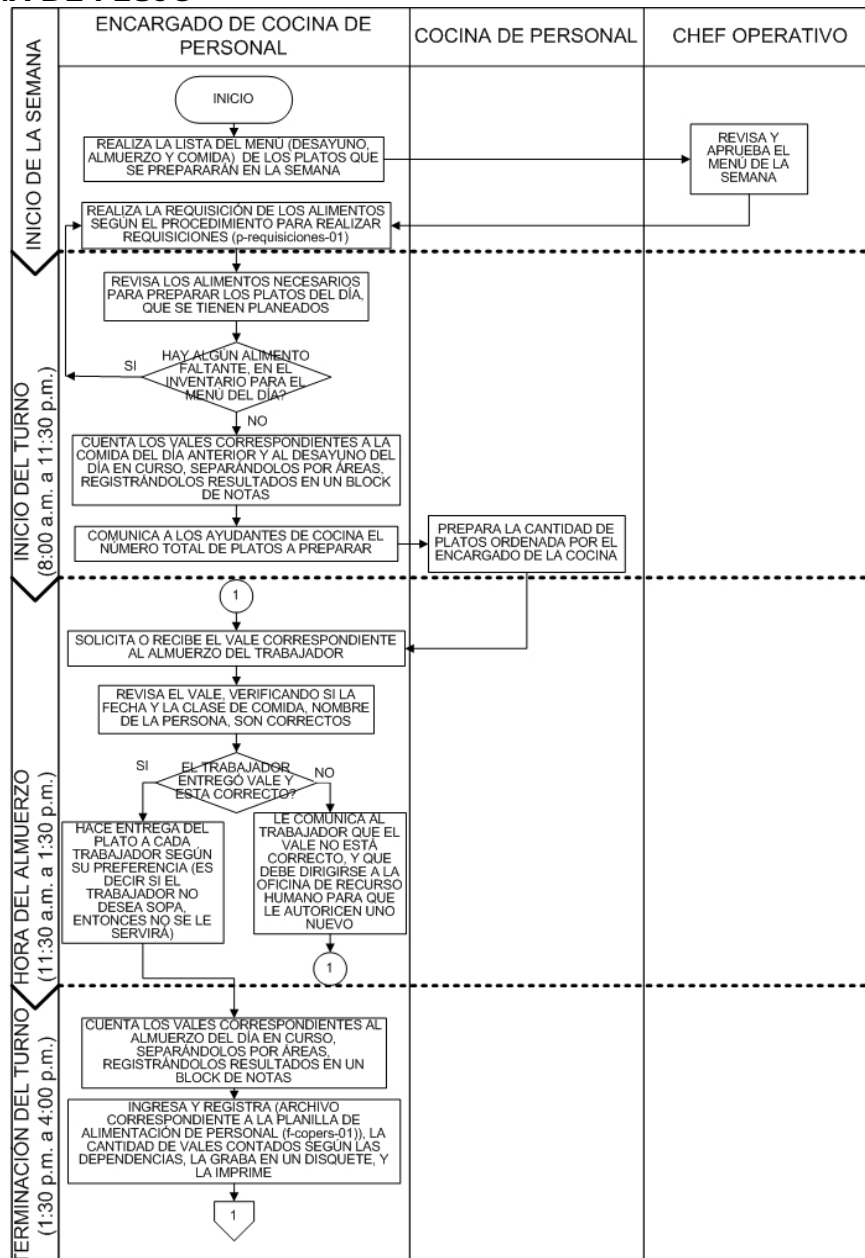 ENCARGADO DE COCINA DE
PERSONAL
COCINA DE PERSONAL
CHEF OPERATIVO
INICIO DE LA SEMANA
INICIO
REALIZA LA LISTA DEL MENÚ (DESAYUNO,
ALMUERZO Y COMIDA) DE LOS PLATOS QUE
SE PREPARARÁN EN LA SEMANA
REVISA Y
APRUEBA EL
MENÚ DE LA
SEMANA
REALIZA LA REQUISICIÓN DE LOS ALIMENTOS
SEGÚN EL PROCEDIMIENTO PARA REALIZAR
REQUISICIONES (p-requisiciones-01)
INICIO DEL TURNO
(8:00 a.m. a 11:30 p.m.)
REVISA LOS ALIMENTOS NECESARIOS
PARA PREPARAR LOS PLATOS DEL DÍA,
QUE SE TIENEN PLANEADOS
HAY ALGÚN ALIMENTO
FALTANTE, EN EL
INVENTARIO PARA EL
MENÚ DEL DÍA?
SI
NO
CUENTA LOS VALES CORRESPONDIENTES A LA
COMIDA DEL DÍA ANTERIOR Y AL DESAYUNO DEL
DÍA EN CURSO, SEPARÁNDOLOS POR ÁREAS,
REGISTRÁNDOLOS RESULTADOS EN UN BLOCK
DE NOTAS
COMUNICA A LOS AYUDANTES DE COCINA EL
NÚMERO TOTAL DE PLATOS A PREPARAR
PREPARA LA CANTIDAD DE
PLATOS ORDENADA POR EL
ENCARGADO DE LA COCINA
HORA DEL ALMUERZO
(11:30 a.m. a 1:30 p.m.)
1
SOLICITA O RECIBE EL VALE CORRESPONDIENTE
AL ALMUERZO DEL TRABAJADOR
REVISA EL VALE, VERIFICANDO SI LA
FECHA Y LA CLASE DE COMIDA, NOMBRE
DE LA PERSONA, SON CORRECTOS
EL TRABAJADOR
ENTREGÓ VALE Y
ESTA CORRECTO?
SI
NO
HACE ENTREGA DEL
PLATO A CADA
TRABAJADOR SEGÚN
SU PREFERENCIA (ES
DECIR SI EL
TRABAJADOR NO
DESEA SOPA,
ENTONCES NO SE LE
SERVIRÁ)
LE COMUNICA AL
TRABAJADOR QUE EL
VALE NO ESTÁ
CORRECTO, Y QUE
DEBE DIRIGIRSE A LA
OFICINA DE RECURSO
HUMANO PARA QUE
LE AUTORICEN UNO
NUEVO
1
TERMINACIÓN DEL TURNO
(1:30 p.m. a 4:00 p.m.)
CUENTA LOS VALES CORRESPONDIENTES AL
ALMUERZO DEL DÍA EN CURSO,
SEPARÁNDOLOS POR ÁREAS,
REGISTRÁNDOLOS RESULTADOS EN UN
BLOCK DE NOTAS
INGRESA Y REGISTRA (ARCHIVO
CORRESPONDIENTE A LA PLANILLA DE
ALIMENTACIÓN DE PERSONAL (f-copers-01)), LA
CANTIDAD DE VALES CONTADOS SEGÚN LAS
DEPENDENCIAS, LA GRABA EN UN DISQUETE, Y
LA IMPRIME
1